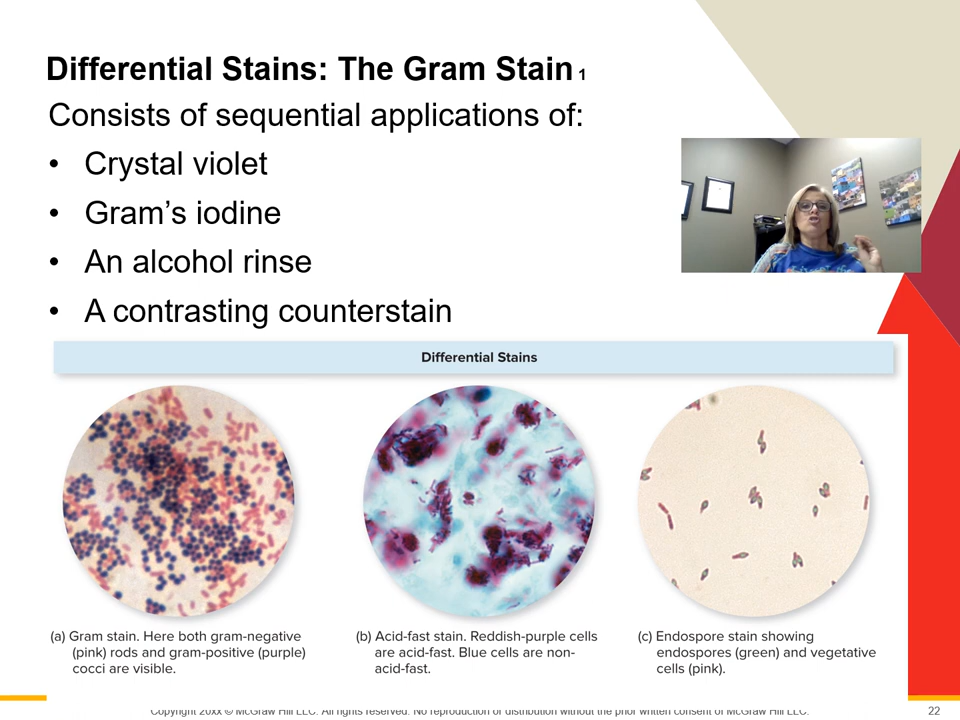 Differential Stains: The Gram Stain 1
Consists of sequential applications of:
• Crystal violet
• Gram’s iodine
• An alcohol rinse
• A contrasting counterstain
Differential Stains
(a) Gram stain. Here both gram-negative
(pink) rods and gram-positive (purple)
cocci are visible.
(b) Acid-fast stain. Reddish-purple cells
are acid-fast. Blue cells are non-
acid-fast.
(c) Endospore stain showing
endospores (green) and vegetative
cells (pink).
Copyright 20xx © McGraw Hill LLC. All rights reserved. No reproduction or distribution without the prior written consent of McGraw Hill LLC.
22